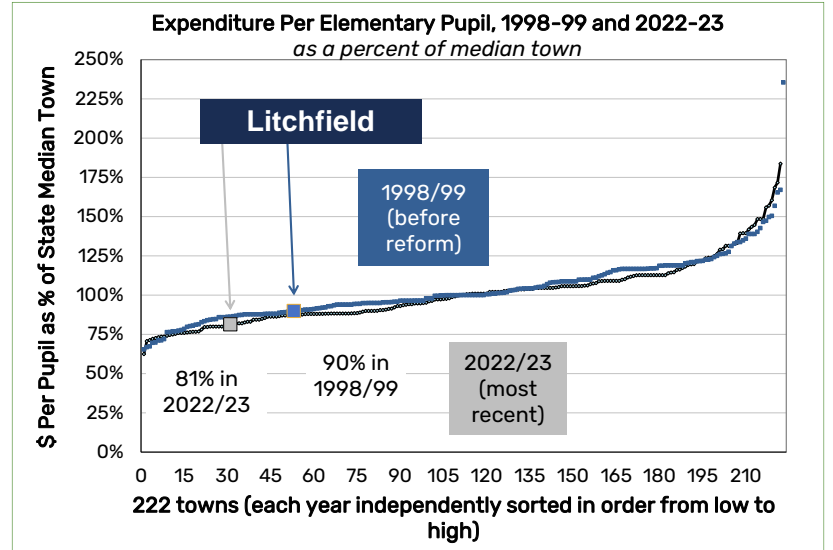 Expenditure Per Elementary Pupil, 1998-99 and 2022-23
as a percent of median town
$ Per Pupil as % of State Median Town
250%
225%
200%
175%
150%
125%
100%
75%
50%
25%
0%
Litchfield
1998/99
(before
reform)
81% in
2022/23
90% in
1998/99
2022/23
(most
recent)
0 15 30 45 60 75 90 105 120 135 150 165 180 195 210
222 towns (each year independently sorted in order from low to
high)